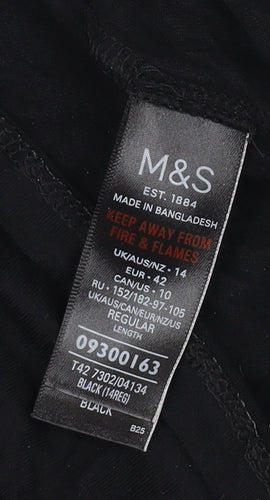 M&S
EST. 1884
MADE IN BANGLADESH
KEEP AWAY FROM
FIRE & FLAMES
UK/AUS/NZ • 14
EUR • 42
CAN/US • 10
RU • 152/182-97-105
UK/AUS/CAN/EUR/NZ/US
REGULAR
LENGTH
09300163
T42 7302/04134
BLACK (14REG)
BLACK
B25